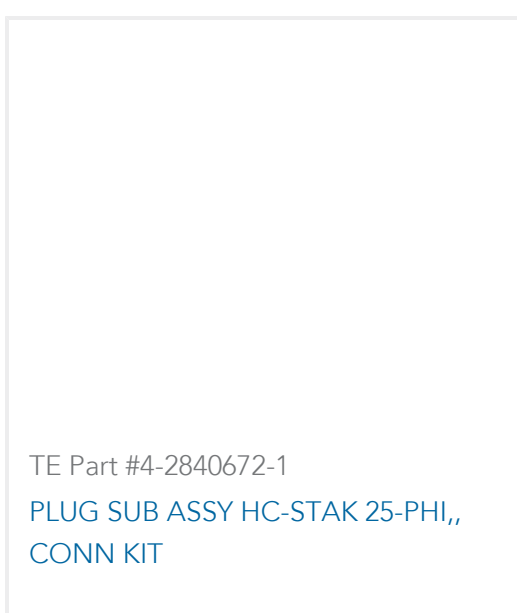 TE Part #4-2840672-1
PLUG SUB ASSY HC-STAK 25-PHI,,
CONN KIT